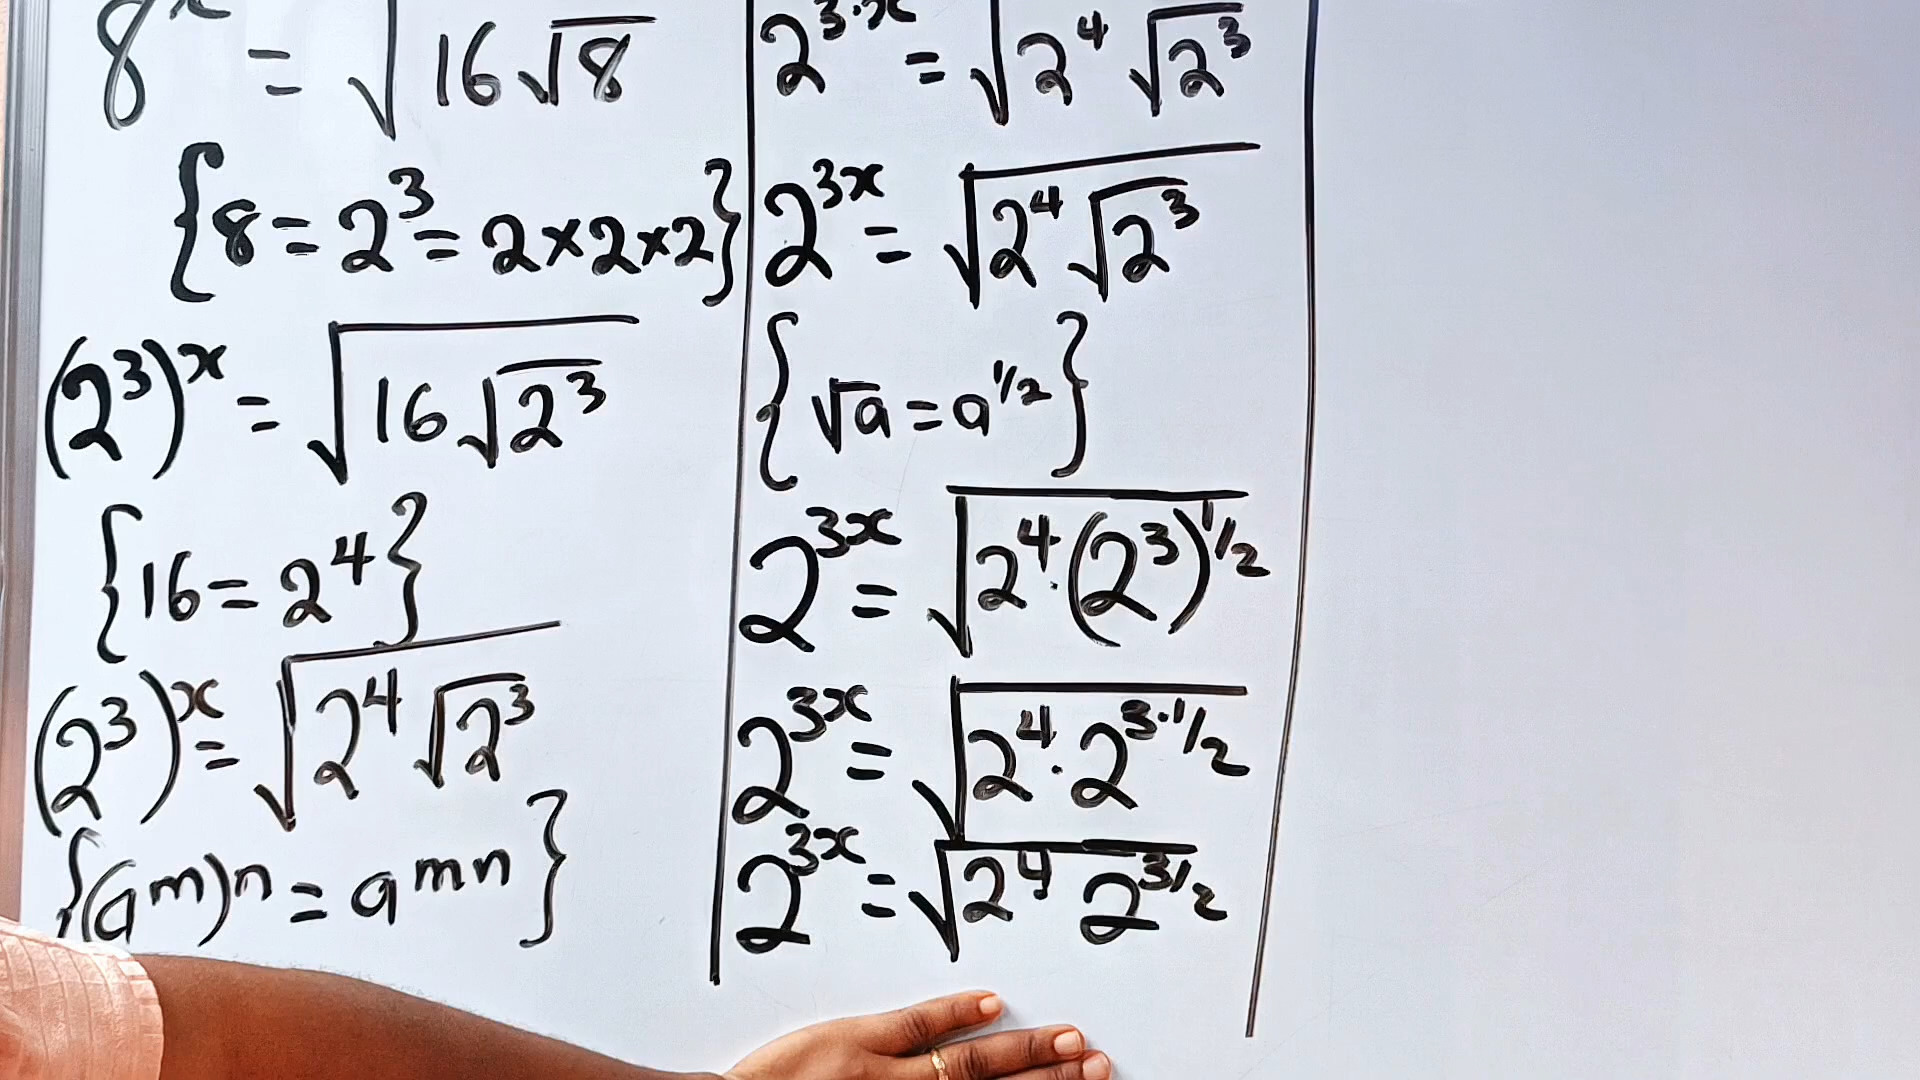 8^x = √(16√8)
{8 = 2^3 = 2×2×2}
(2^3)^x = √(16√(2^3))
{16 = 2^4}
(2^3)^x = √(2^4 √(2^3))
{(a^m)^n = a^mn}
2^(3·x) = √(2^4 √(2^3))
2^(3x) = √(2^4 √(2^3))
{√a = a^(1/2)}
2^(3x) = √(2^4 · (2^3)^(1/2))
2^(3x) = √(2^4 · 2^(3·1/2))
2^(3x) = √(2^4 2^(3/2))